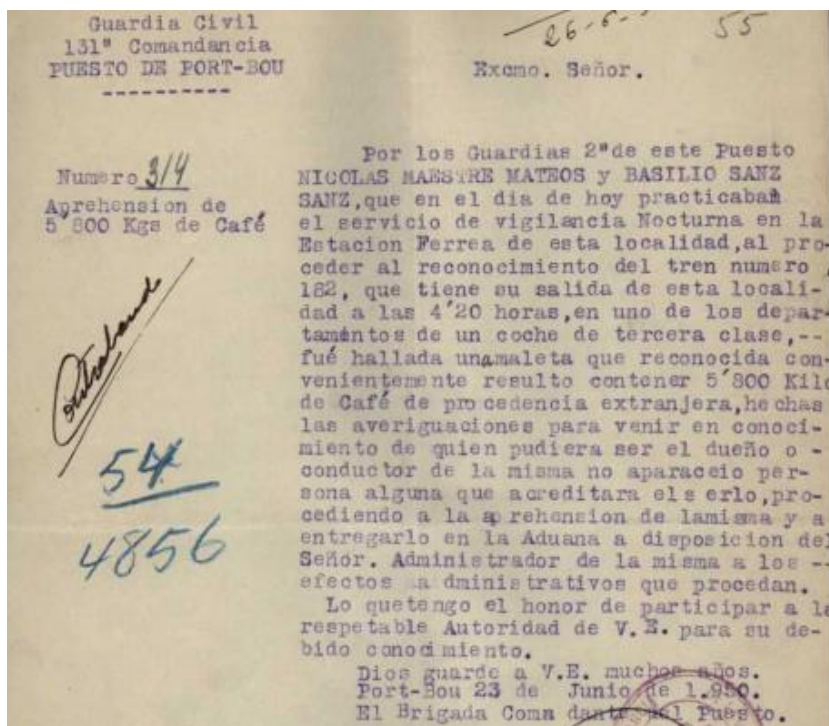 Guardia Civil
131ª Comandancia
PUESTO DE PORT-BOU
----------
26-6-
55
Excmo. Señor.
Numero 314
Aprehension de
5'800 Kgs de Café
Contraband
54
4856
Por los Guardias 2ªde este Puesto
NICOLAS MAESTRE MATEOS y BASILIO SANZ
SANZ,que en el dia de hoy practicaban
el servicio de vigilancia Nocturna en la
Estacion Ferrea de esta localidad,al pro-
ceder al reconocimiento del tren numero
182, que tiene su salida de esta locali-
dad a las 4'20 horas,en uno de los depar-
tamentos de un coche de tercera clase,--
fué hallada unamaleta que reconocida con-
venientemente resulto contener 5'800 Kilo
de Café de procedencia extranjera,hechas
las averiguaciones para venir en conoci-
miento de quien pudiera ser el dueño o -
conductor de la misma no aparaceio per-
sona alguna que acreditara els erlo,pro-
cediendo a la aprehension de lamisma y a
entregarlo en la Aduana a disposicion del
Señor. Administrador de la misma a los --
efectos administrativos que procedan.
Lo quetengo el honor de participar a la
respetable Autoridad de V.E. para su de-
bido conocimiento.
Dios guarde a V.E. muchos años.
Port-Bou 23 de Junio de 1.950.
El Brigada Comandante del Puesto.